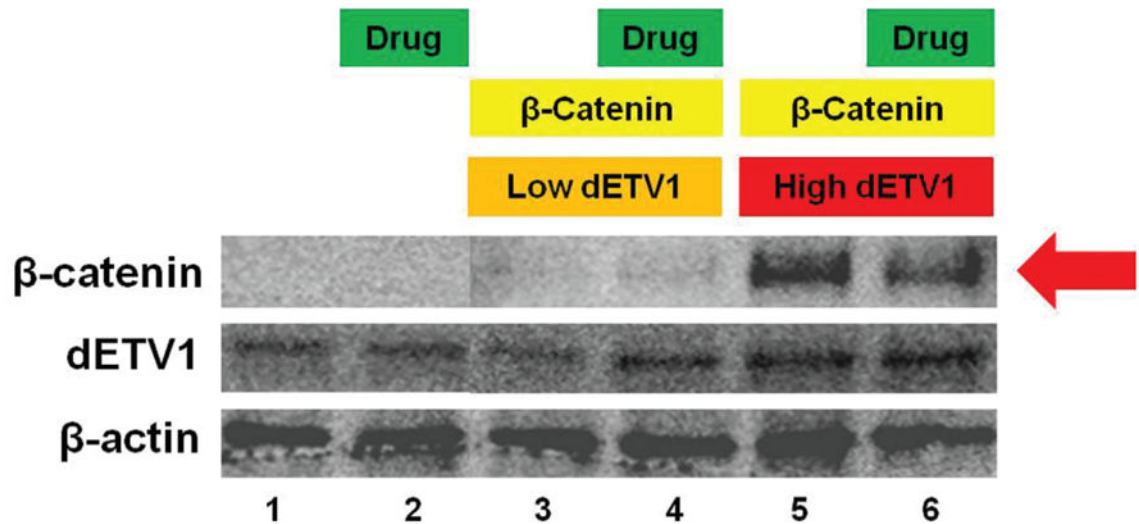 Drug Drug Drug
β-Catenin β-Catenin
Low dETV1 High dETV1
β-catenin
dETV1
β-actin
1 2 3 4 5 6